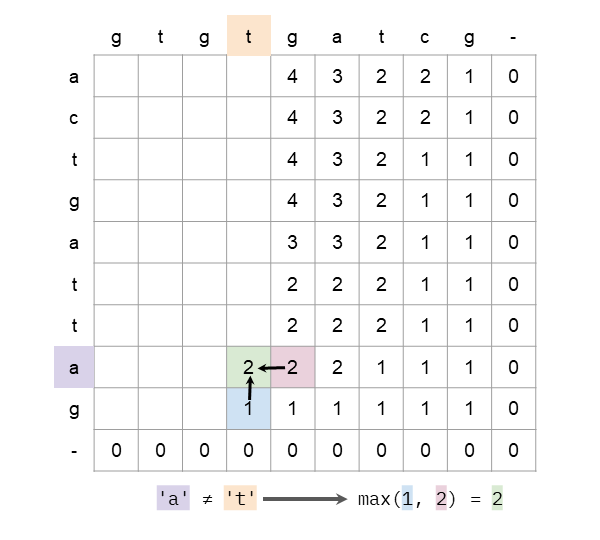 g t g t g a t c g -
a 4 3 2 2 1 0
c 4 3 2 2 1 0
t 4 3 2 1 1 0
g 4 3 2 1 1 0
a 3 3 2 1 1 0
t 2 2 2 1 1 0
t 2 2 2 1 1 0
a 2 2 2 1 1 1 0
g 1 1 1 1 1 1 0
- 0 0 0 0 0 0 0 0 0 0
'a' ≠ 't' max(1, 2) = 2